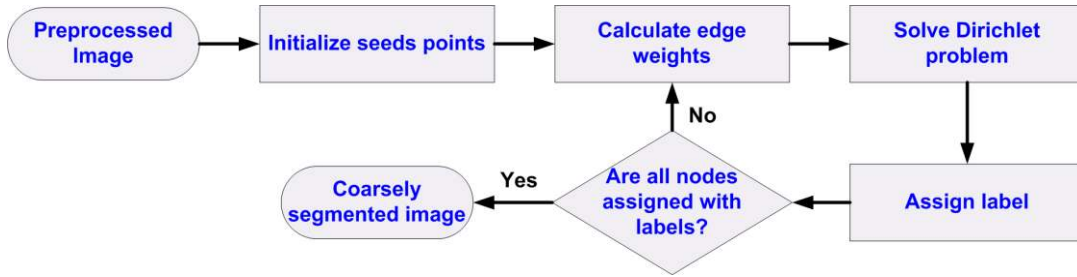 Preprocessed
Image
Initialize seeds points
Calculate edge
weights
Solve Dirichlet
problem
No
Are all nodes
assigned with
labels?
Yes
Coarsely
segmented image
Assign label